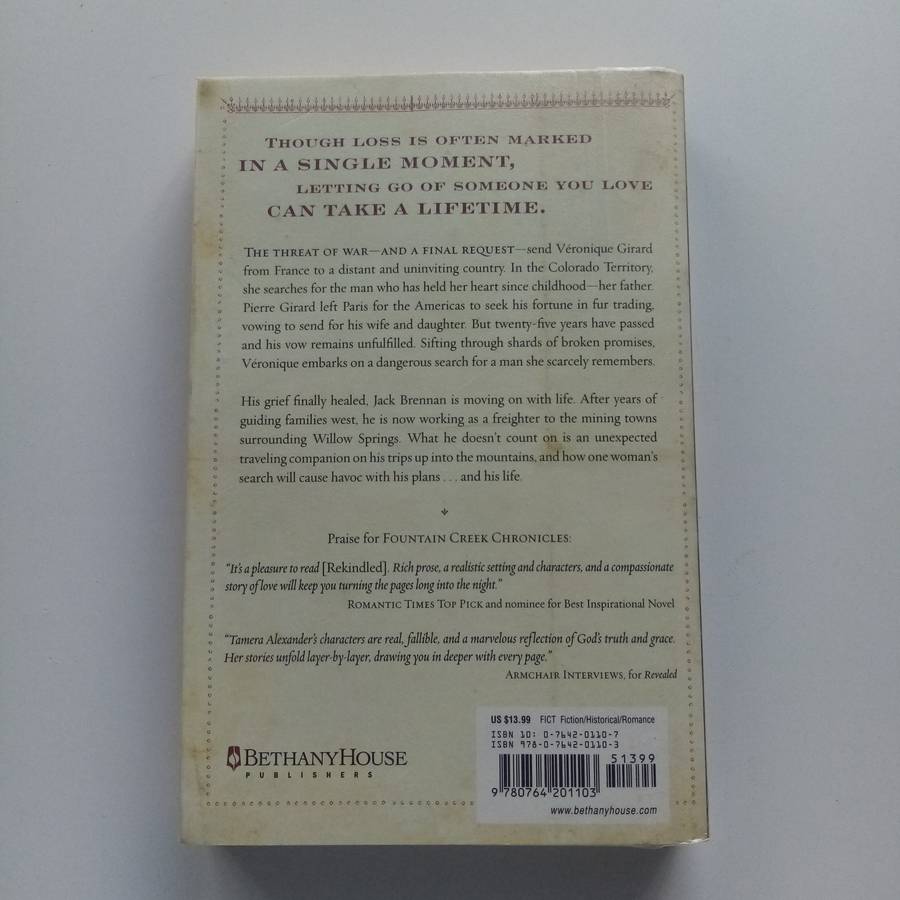 THOUGH LOSS IS OFTEN MARKED
IN A SINGLE MOMENT,
LETTING GO OF SOMEONE YOU LOVE
CAN TAKE A LIFETIME.
THE THREAT OF WAR—AND A FINAL REQUEST—send Véronique Girard
from France to a distant and uninviting country. In the Colorado Territory,
she searches for the man who has held her heart since childhood—her father.
Pierre Girard left Paris for the Americas to seek his fortune in fur trading,
vowing to send for his wife and daughter. But twenty-five years have passed
and his vow remains unfulfilled. Sifting through shards of broken promises,
Véronique embarks on a dangerous search for a man she scarcely remembers.
His grief finally healed, Jack Brennan is moving on with life. After years of
guiding families west, he is now working as a freighter to the mining towns
surrounding Willow Springs. What he doesn't count on is an unexpected
traveling companion on his trips up into the mountains, and how one woman's
search will cause havoc with his plans . . . and his life.
Praise for FOUNTAIN CREEK CHRONICLES:
"It's a pleasure to read [Rekindled]. Rich prose, a realistic setting and characters, and a compassionate
story of love will keep you turning the pages long into the night."
ROMANTIC TIMES TOP PICK and nominee for Best Inspirational Novel
"Tamera Alexander's characters are real, fallible, and a marvelous reflection of God's truth and grace.
Her stories unfold layer-by-layer, drawing you in deeper with every page."
ARMCHAIR INTERVIEWS, for Revealed
BETHANYHOUSE
PUBLISHERS
US $13.99 FICT Fiction/Historical/Romance
ISBN 10: 0-7642-0110-7
ISBN 978-0-7642-0110-3
51399
9 780764 201103
www.bethanyhouse.com